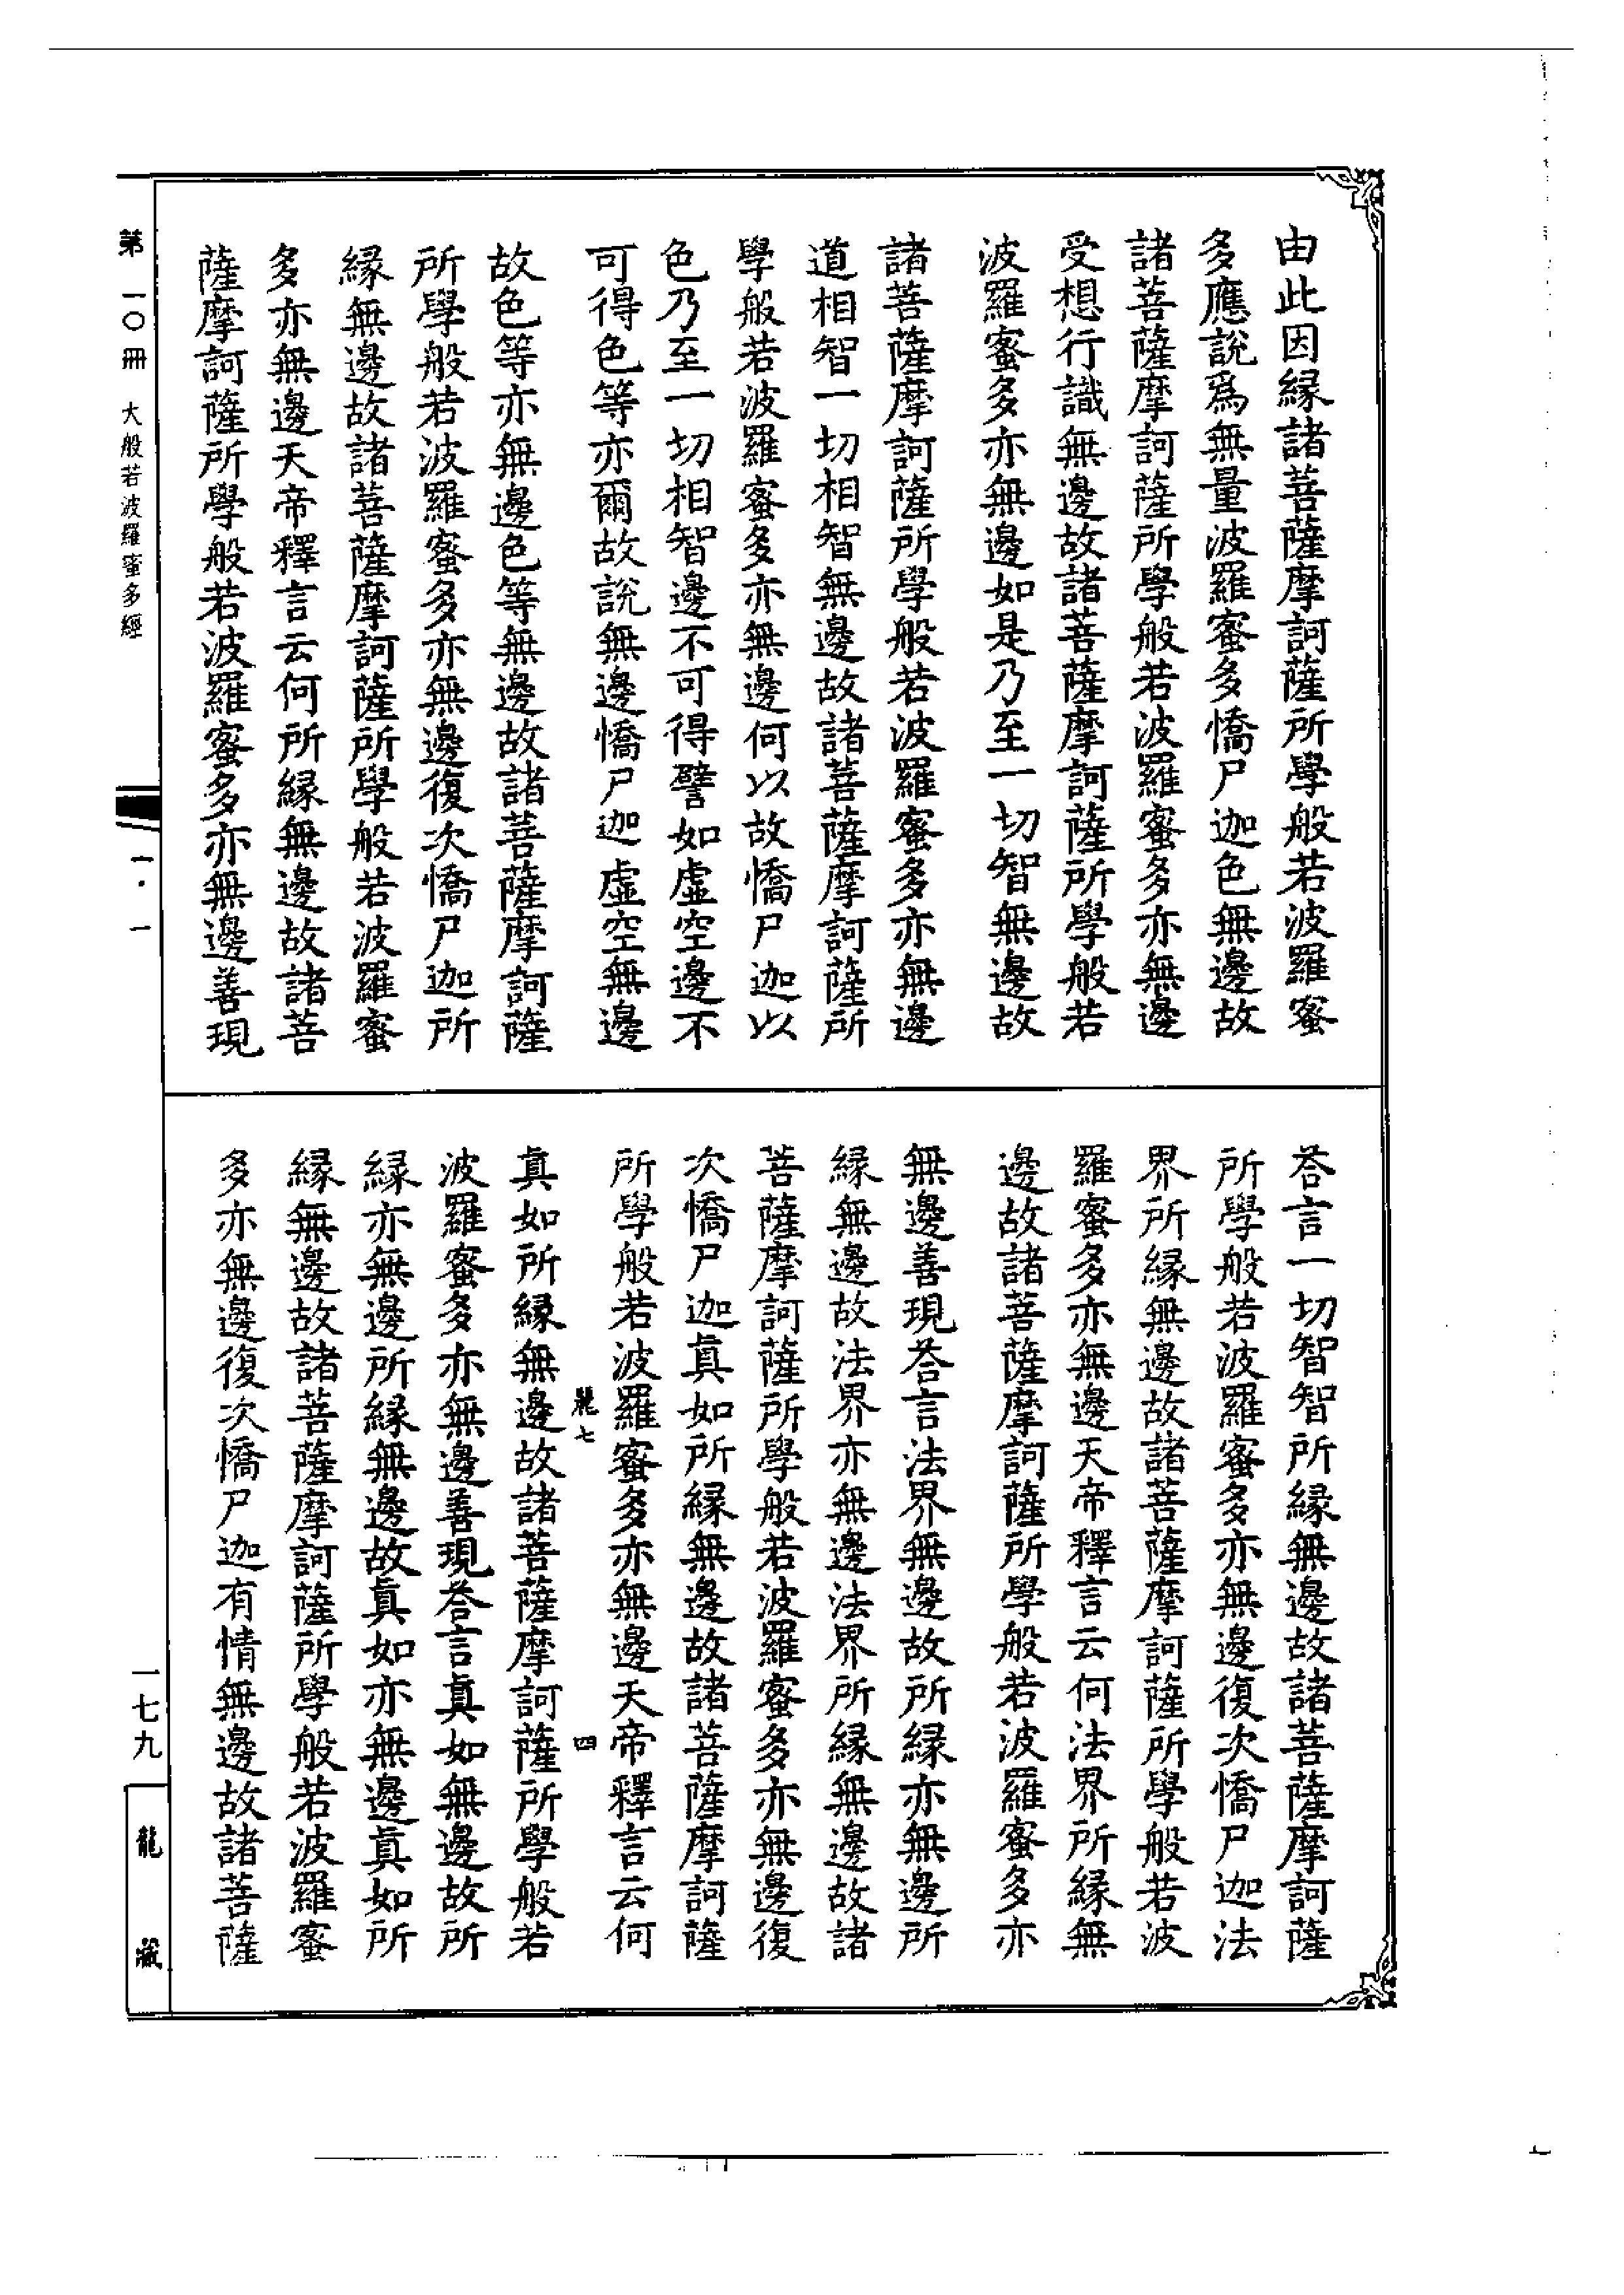 由此因緣諸菩薩摩訶薩所學般若波羅蜜
多應說爲無量波羅蜜多憍尸迦色無邊故
諸菩薩摩訶薩所學般若波羅蜜多亦無邊
受想行識無邊故諸菩薩摩訶薩所學般若
波羅蜜多亦無邊如是乃至一切智無邊故
諸菩薩摩訶薩所學般若波羅蜜多亦無邊
道相智一切相智無邊故諸菩薩摩訶薩所
學般若波羅蜜多亦無邊何以故憍尸迦以
色乃至一切相智邊不可得譬如虛空邊不
可得色等亦爾故說無邊憍尸迦虛空無邊
故色等亦無邊色等無邊故諸菩薩摩訶薩
所學般若波羅蜜多亦無邊復次憍尸迦所
緣無邊故諸菩薩摩訶薩所學般若波羅蜜
多亦無邊天帝釋言云何所緣無邊故諸菩
薩摩訶薩所學般若波羅蜜多亦無邊善現
荅言一切智智所緣無邊故諸菩薩摩訶薩
所學般若波羅蜜多亦無邊復次憍尸迦法
界所緣無邊故諸菩薩摩訶薩所學般若波
羅蜜多亦無邊天帝釋言云何法界所緣無
邊故諸菩薩摩訶薩所學般若波羅蜜多亦
無邊善現荅言法界無邊故所緣亦無邊所
緣無邊故法界亦無邊法界所緣無邊故諸
菩薩摩訶薩所學般若波羅蜜多亦無邊復
次憍尸迦眞如所緣無邊故諸菩薩摩訶薩
所學般若波羅蜜多亦無邊天帝釋言云何
麗七 四
眞如所緣無邊故諸菩薩摩訶薩所學般若
波羅蜜多亦無邊善現荅言眞如無邊故所
緣亦無邊所緣無邊故眞如亦無邊眞如所
緣無邊故諸菩薩摩訶薩所學般若波羅蜜
多亦無邊復次憍尸迦有情無邊故諸菩薩
第一〇冊 大般若波羅蜜多經 一·一 一七九 龍藏